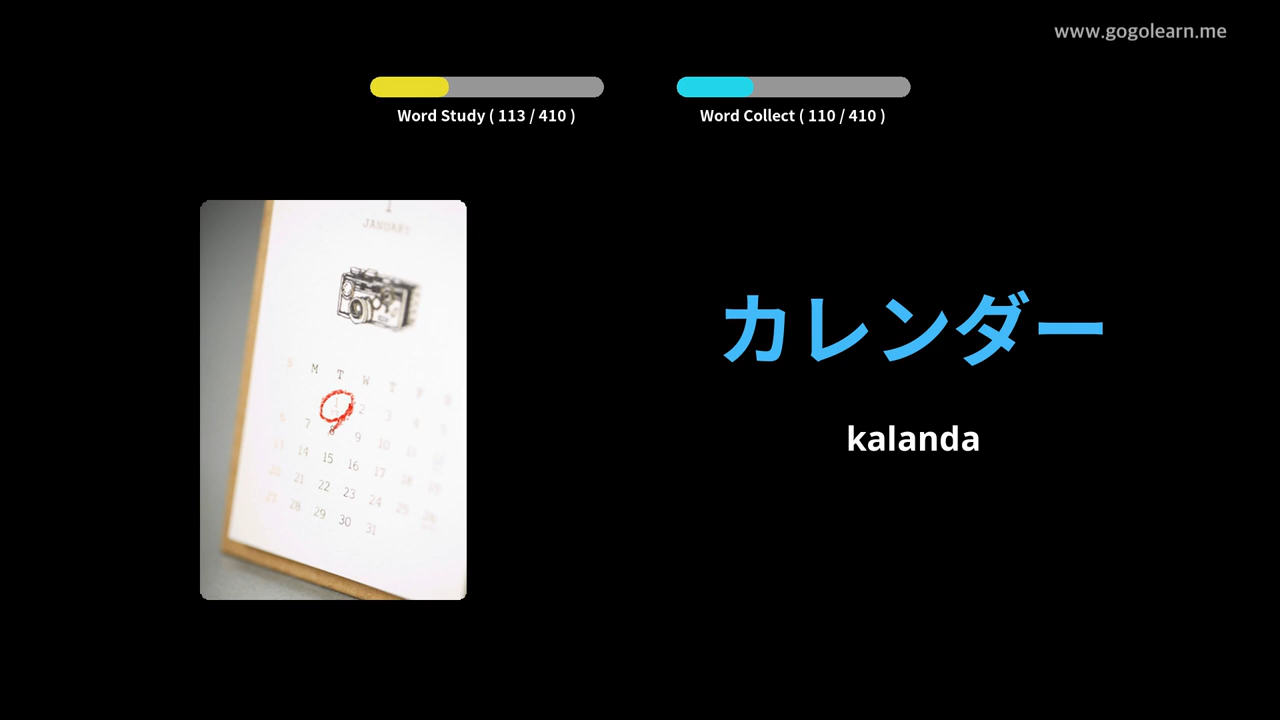 www.gogolearn.me
Word Study ( 113 / 410 )
Word Collect ( 110 / 410 )
JANUARY
S M T W T F S
1 2 3 4 5
6 7 8 9 10 11
13 14 15 16 17 18 19
20 21 22 23 24 25 26
27 28 29 30 31
カレンダー
kalanda